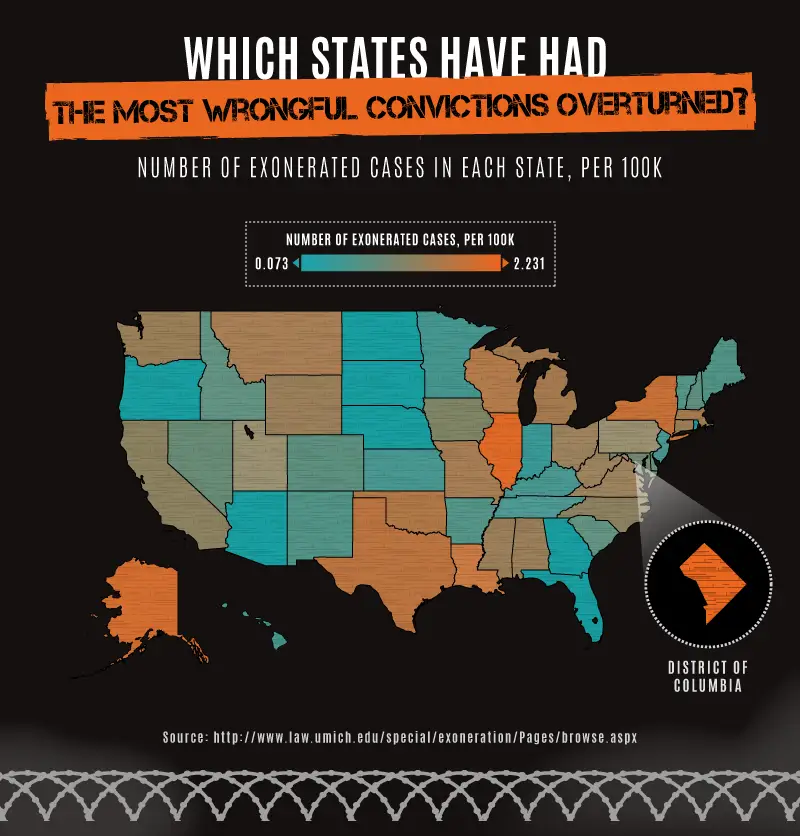 WHICH STATES HAVE HAD
THE MOST WRONGFUL CONVICTIONS OVERTURNED?
NUMBER OF EXONERATED CASES IN EACH STATE, PER 100K
NUMBER OF EXONERATED CASES, PER 100K
0.073 2.231
DISTRICT OF
COLUMBIA
Source: http://www.law.umich.edu/special/exoneration/Pages/browse.aspx